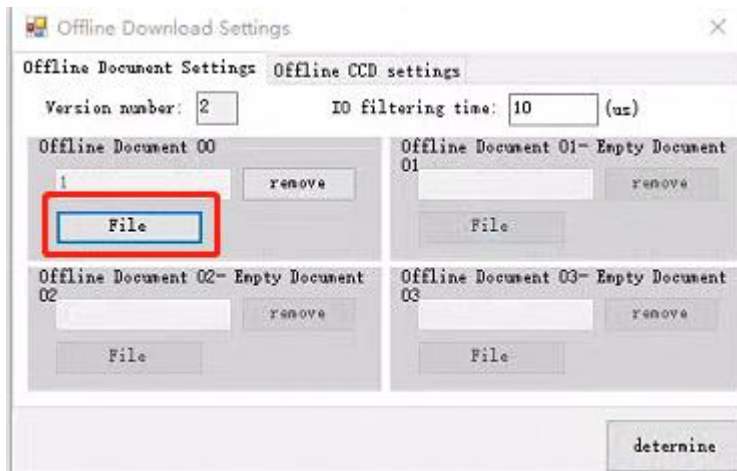 Offline Download Settings
Offline Document Settings Offline CCD settings
Version number: 2 IO filtering time: 10 (us)
Offline Document 00
1 remove
File
Offline Document 01- Empty Document
01
remove
File
Offline Document 02- Empty Document
02
remove
File
Offline Document 03- Empty Document
03
remove
File
determine